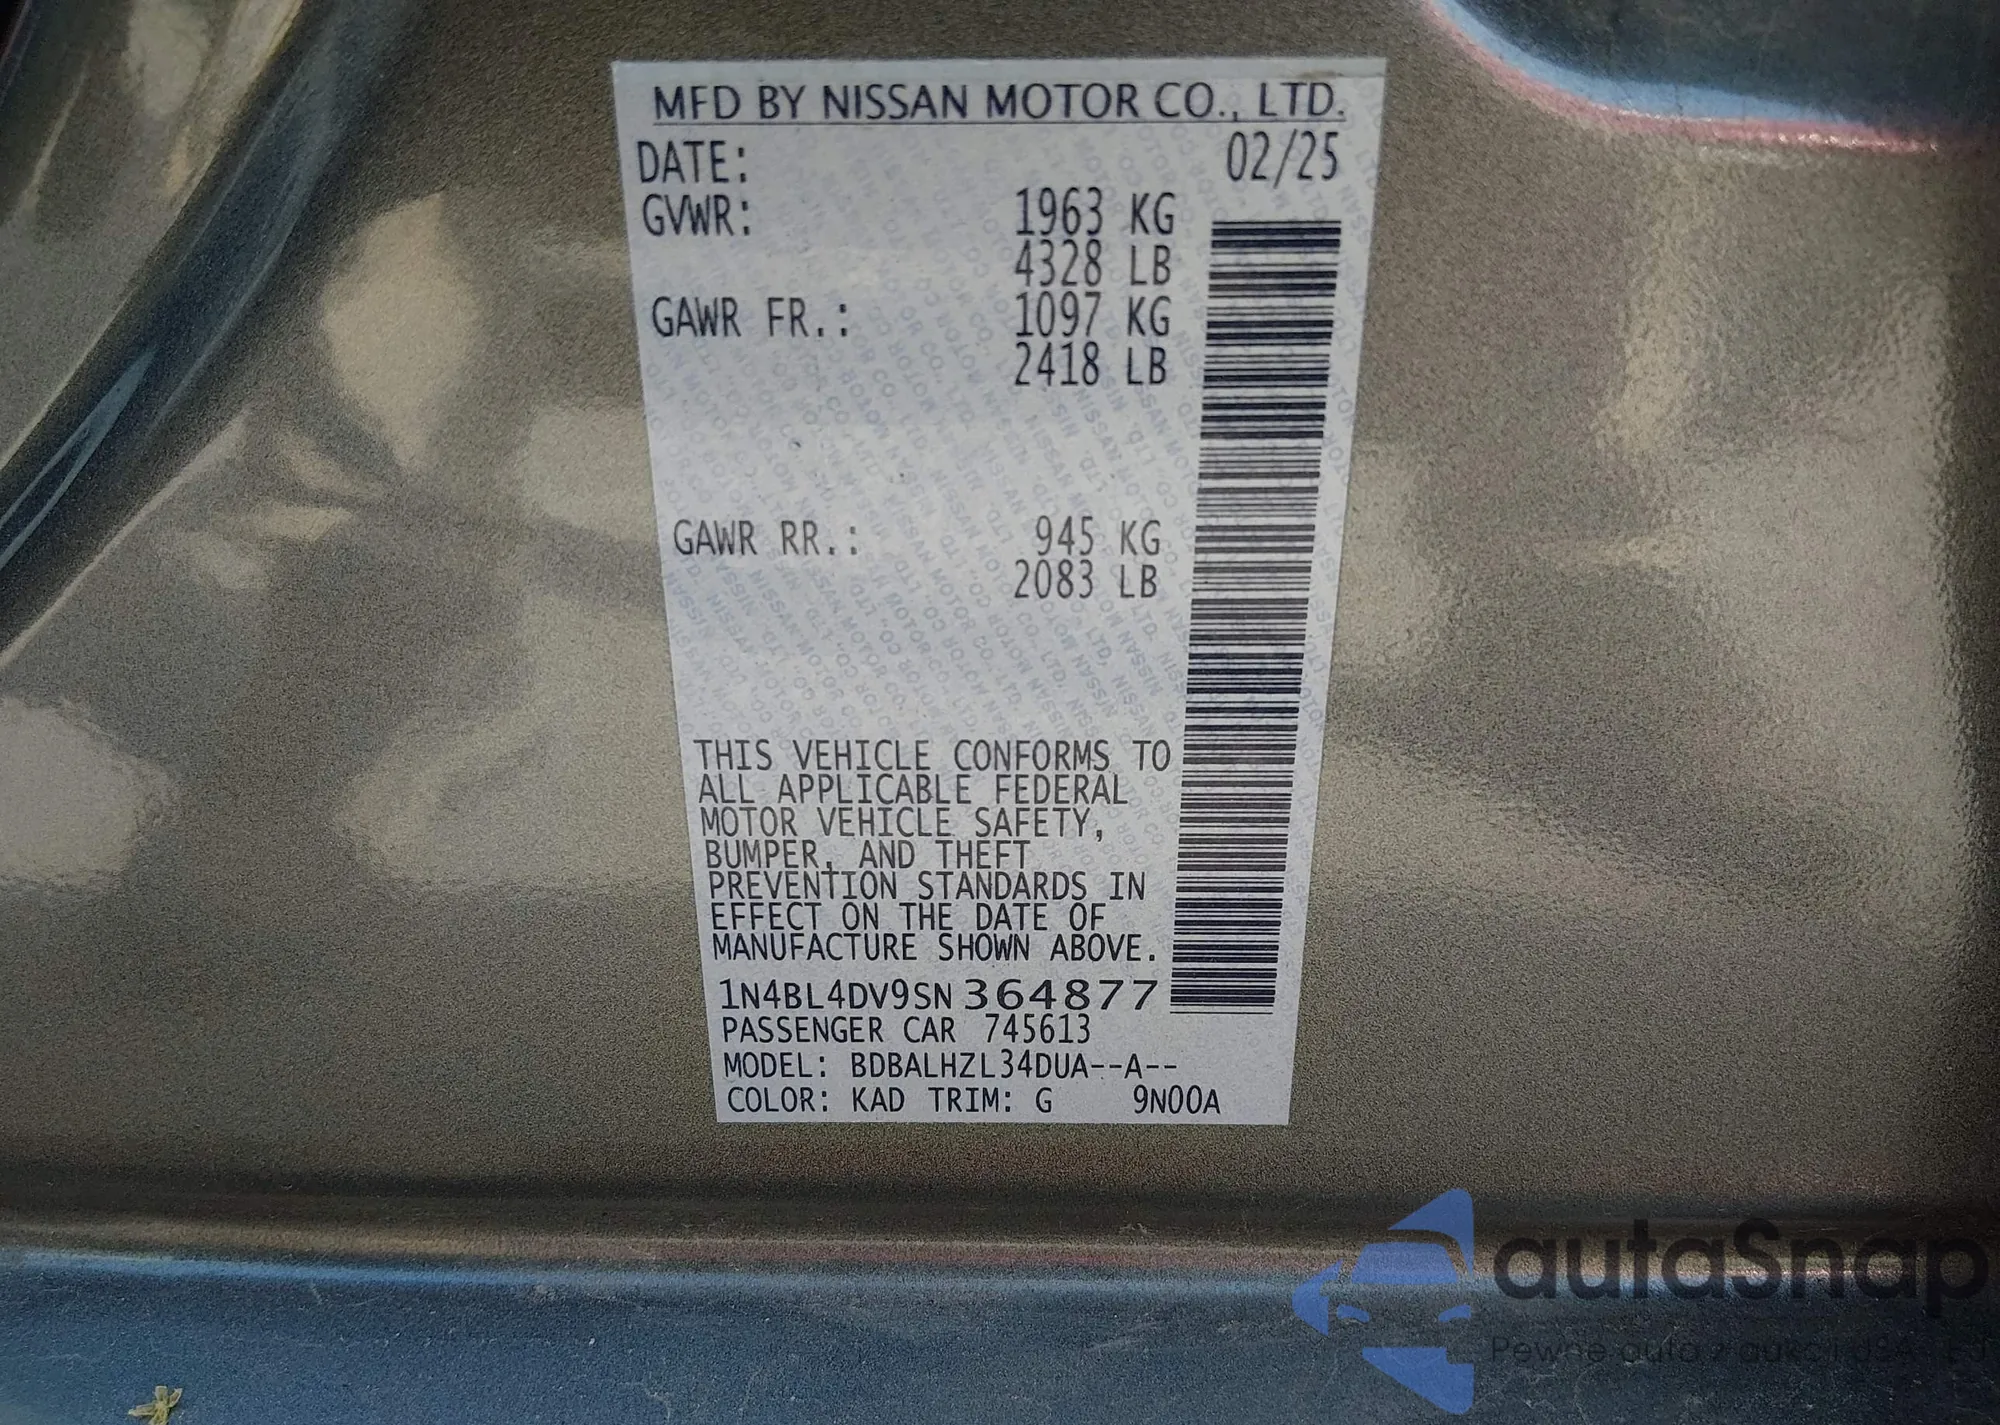 MFD BY NISSAN MOTOR CO., LTD.
DATE: 02/25
GVWR: 1963 KG
4328 LB
GAWR FR.: 1097 KG
2418 LB
GAWR RR.: 945 KG
2083 LB
THIS VEHICLE CONFORMS TO
ALL APPLICABLE FEDERAL
MOTOR VEHICLE SAFETY,
BUMPER, AND THEFT
PREVENTION STANDARDS IN
EFFECT ON THE DATE OF
MANUFACTURE SHOWN ABOVE.
1N4BL4DV9SN364877
PASSENGER CAR 745613
MODEL: BDBALHZL34DUA--A--
COLOR: KAD TRIM: G 9N00A
autaSnap
Pewne auto z aukcji